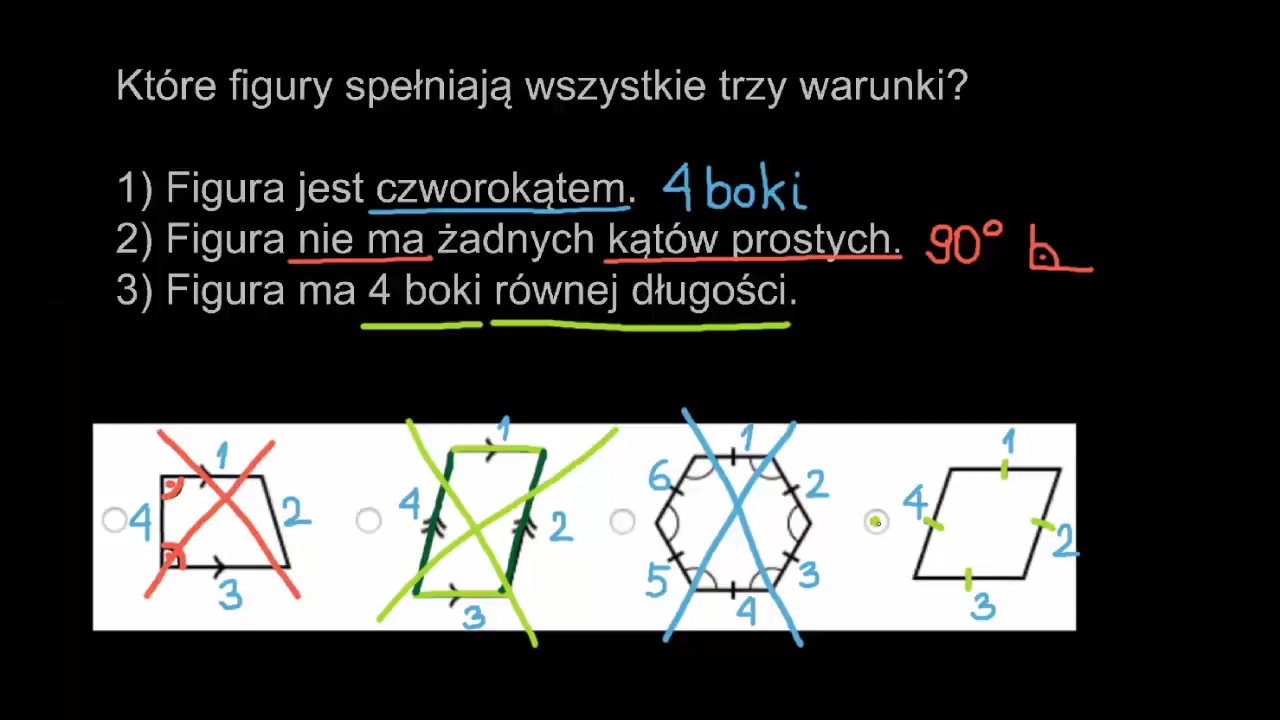 Które figury spełniają wszystkie trzy warunki?
1) Figura jest czworokątem. 4 boki
2) Figura nie ma żadnych kątów prostych. 90°
3) Figura ma 4 boki równej długości.
1 1 1 1
6 2 4
4 2 4 2 2
5 3
3 3 4 3